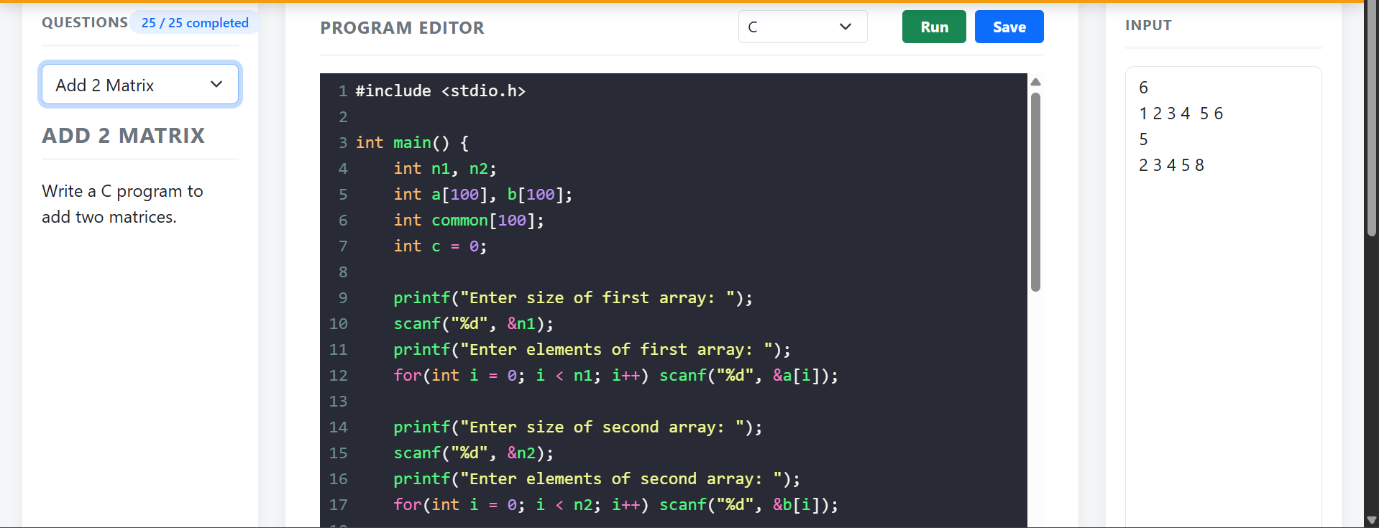 QUESTIONS 25 / 25 completed
Add 2 Matrix
ADD 2 MATRIX
Write a C program to
add two matrices.
PROGRAM EDITOR
C
Run
Save
1 #include <stdio.h>
2
3 int main() {
4     int n1, n2;
5     int a[100], b[100];
6     int common[100];
7     int c = 0;
8
9     printf("Enter size of first array: ");
10     scanf("%d", &n1);
11     printf("Enter elements of first array: ");
12     for(int i = 0; i < n1; i++) scanf("%d", &a[i]);
13
14     printf("Enter size of second array: ");
15     scanf("%d", &n2);
16     printf("Enter elements of second array: ");
17     for(int i = 0; i < n2; i++) scanf("%d", &b[i]);
INPUT
6
1 2 3 4  5 6
5
2 3 4 5 8